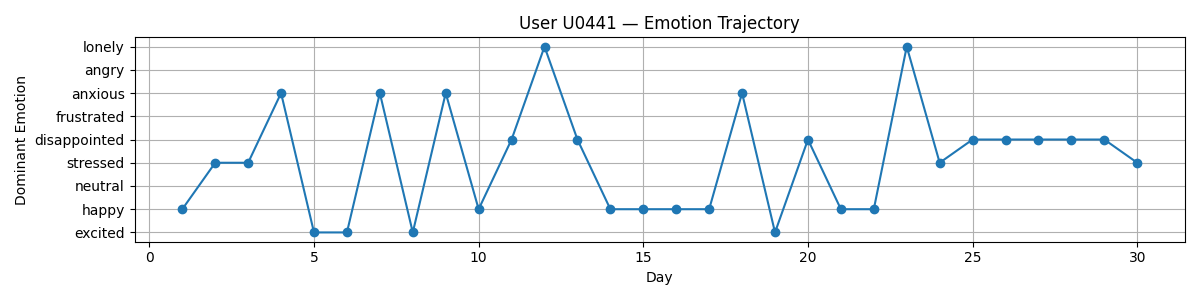 User U0441 — Emotion Trajectory
Dominant Emotion
lonely
angry
anxious
frustrated
disappointed
stressed
neutral
happy
excited
0 5 10 15 20 25 30
Day